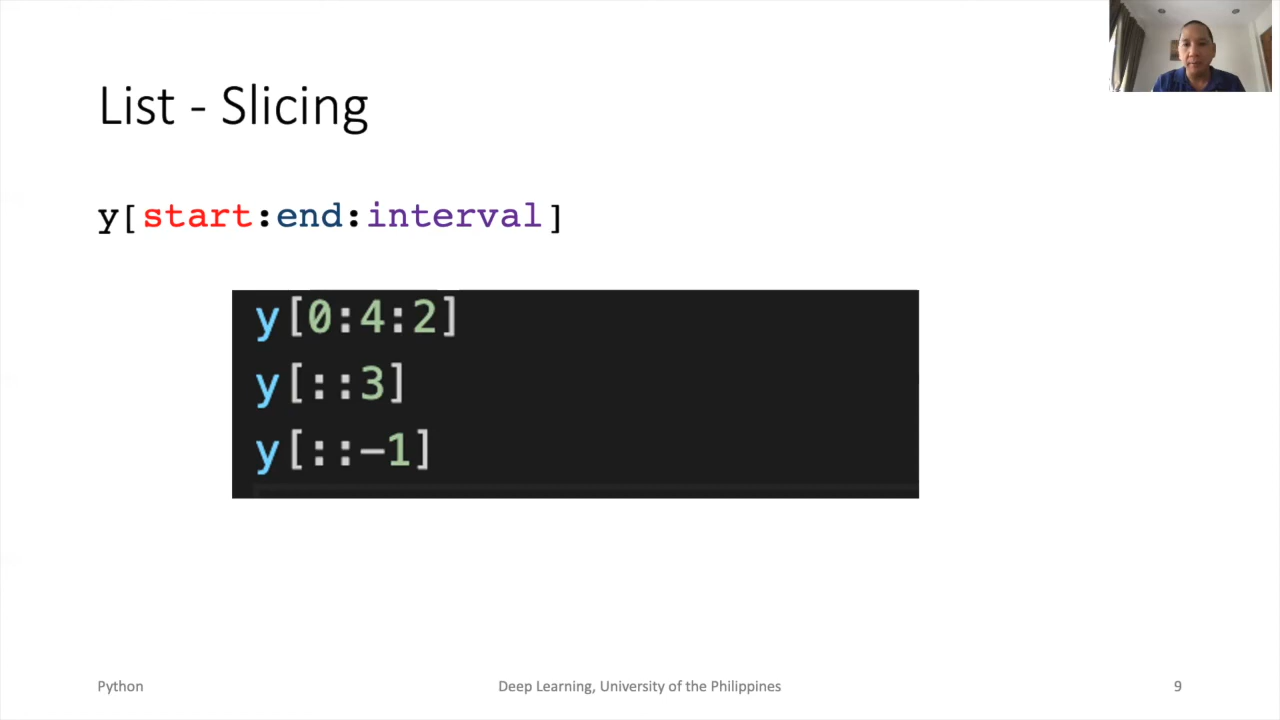 List - Slicing
y[start:end:interval]
y[0:4:2]
y[::3]
y[::-1]
Python
Deep Learning, University of the Philippines
9